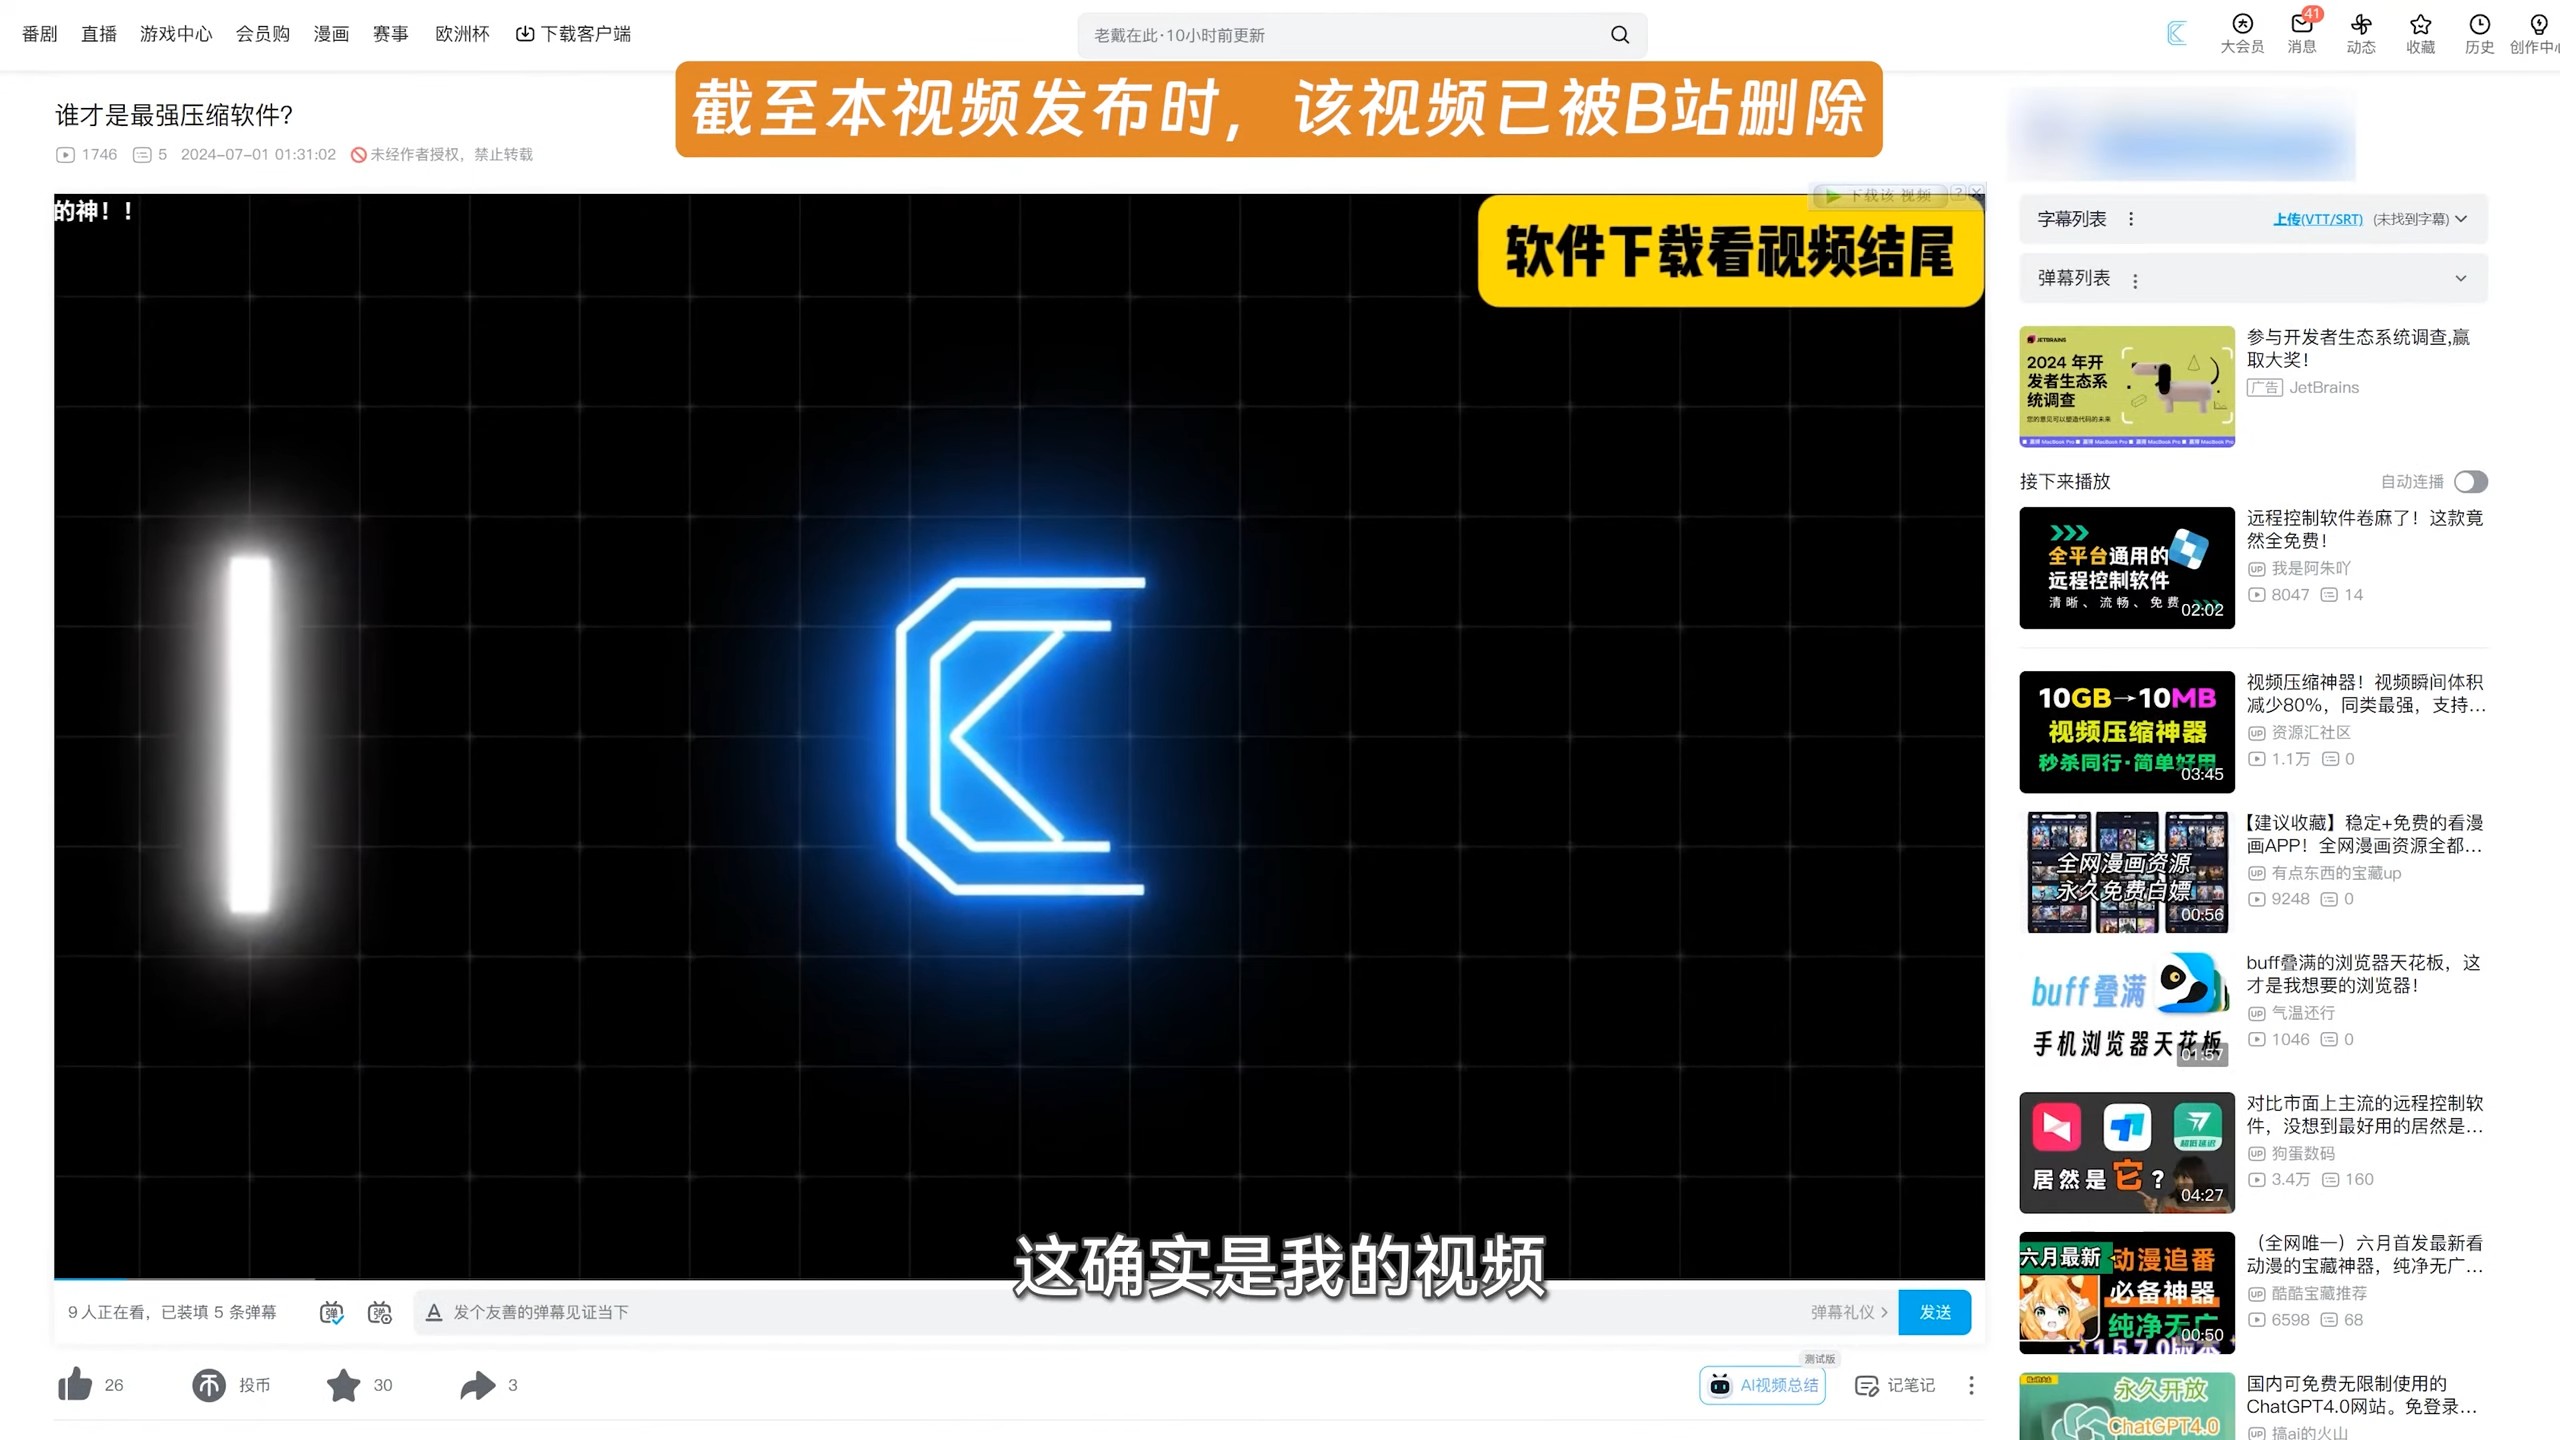 番剧 直播 游戏中心 会员购 漫画 赛事 欧洲杯 下载客户端
老戴在此·10小时前更新
41
大会员 消息 动态 收藏 历史 创作中心
截至本视频发布时，该视频已被B站删除
谁才是最强压缩软件？
1746 5 2024-07-01 01:31:02 未经作者授权，禁止转载
的神！！
下载该 视频
软件下载看视频结尾
这确实是我的视频
9人正在看，已装填 5 条弹幕
发个友善的弹幕见证当下
弹幕礼仪
发送
26 投币 30 3
测试版
AI视频总结 记笔记
字幕列表 上传(VTT/SRT) (未找到字幕)
弹幕列表
JETBRAINS
2024 年开
发者生态系
统调查
您的意见可以塑造代码的未来
参与开发者生态系统调查,赢
取大奖！
广告 JetBrains
接下来播放 自动连播
全平台通用的
远程控制软件
清晰、流畅、免费
02:02
远程控制软件卷麻了！这款竟
然全免费！
我是阿朱吖
8047 14
10GB→10MB
视频压缩神器
秒杀同行·简单好用
03:45
视频压缩神器！视频瞬间体积
减少80%，同类最强，支持...
资源汇社区
1.1万 0
全网漫画资源
永久免费白嫖
00:56
【建议收藏】稳定+免费的看漫
画APP！全网漫画资源全都...
有点东西的宝藏up
9248 0
buff叠满
手机浏览器天花板
01:57
buff叠满的浏览器天花板，这
才是我想要的浏览器！
气温还行
1046 0
居然是它？
04:27
对比市面上主流的远程控制软
件，没想到最好用的居然是...
狗蛋数码
3.4万 160
六月最新 动漫追番
必备神器
纯净无广
1.5.7.0版本
00:50
（全网唯一）六月首发最新看
动漫的宝藏神器，纯净无广...
酷酷宝藏推荐
6598 68
永久开放
ChatGPT4.0
国内可免费无限制使用的
ChatGPT4.0网站。免登录...
搞ai的火山